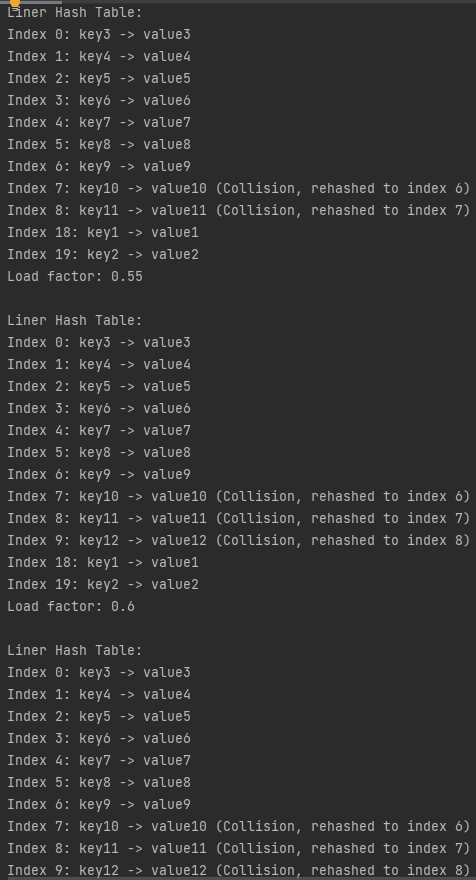 Liner Hash Table:
Index 0: key3 -> value3
Index 1: key4 -> value4
Index 2: key5 -> value5
Index 3: key6 -> value6
Index 4: key7 -> value7
Index 5: key8 -> value8
Index 6: key9 -> value9
Index 7: key10 -> value10 (Collision, rehashed to index 6)
Index 8: key11 -> value11 (Collision, rehashed to index 7)
Index 18: key1 -> value1
Index 19: key2 -> value2
Load factor: 0.55

Liner Hash Table:
Index 0: key3 -> value3
Index 1: key4 -> value4
Index 2: key5 -> value5
Index 3: key6 -> value6
Index 4: key7 -> value7
Index 5: key8 -> value8
Index 6: key9 -> value9
Index 7: key10 -> value10 (Collision, rehashed to index 6)
Index 8: key11 -> value11 (Collision, rehashed to index 7)
Index 9: key12 -> value12 (Collision, rehashed to index 8)
Index 18: key1 -> value1
Index 19: key2 -> value2
Load factor: 0.6

Liner Hash Table:
Index 0: key3 -> value3
Index 1: key4 -> value4
Index 2: key5 -> value5
Index 3: key6 -> value6
Index 4: key7 -> value7
Index 5: key8 -> value8
Index 6: key9 -> value9
Index 7: key10 -> value10 (Collision, rehashed to index 6)
Index 8: key11 -> value11 (Collision, rehashed to index 7)
Index 9: key12 -> value12 (Collision, rehashed to index 8)